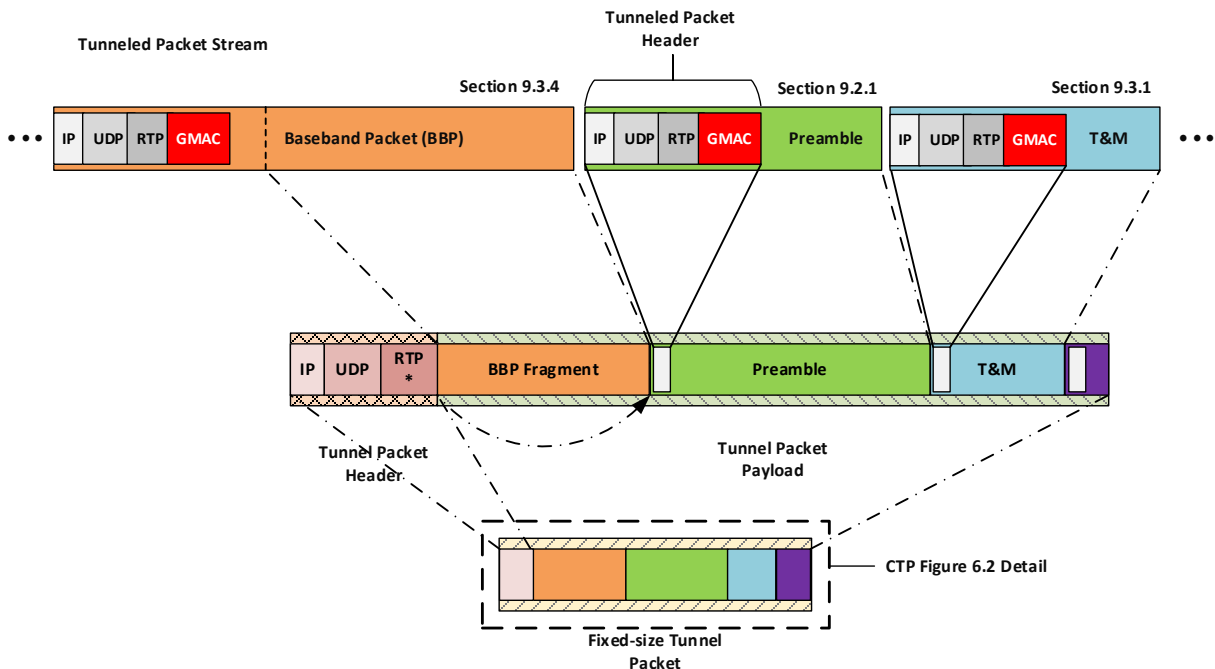 Tunneled Packet Stream
Tunneled Packet
Header
Section 9.3.4
Section 9.2.1
Section 9.3.1
IP UDP RTP GMAC Baseband Packet (BBP)
IP UDP RTP GMAC Preamble
IP UDP RTP GMAC T&M
IP UDP RTP
*
BBP Fragment
Preamble
T&M
Tunnel Packet
Header
Tunnel Packet
Payload
CTP Figure 6.2 Detail
Fixed-size Tunnel
Packet